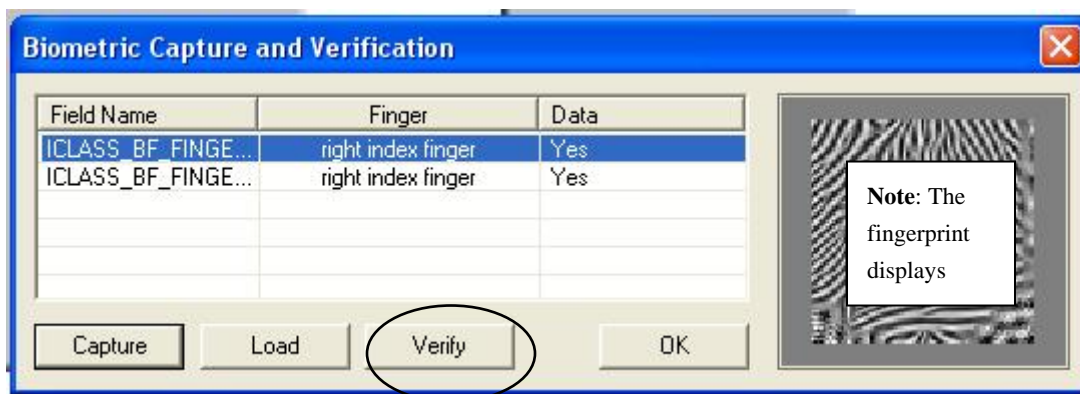 Biometric Capture and Verification
Field Name Finger Data
ICLASS_BF_FINGE... right index finger Yes
ICLASS_BF_FINGE... right index finger Yes
Note: The
fingerprint
displays
Capture Load Verify OK